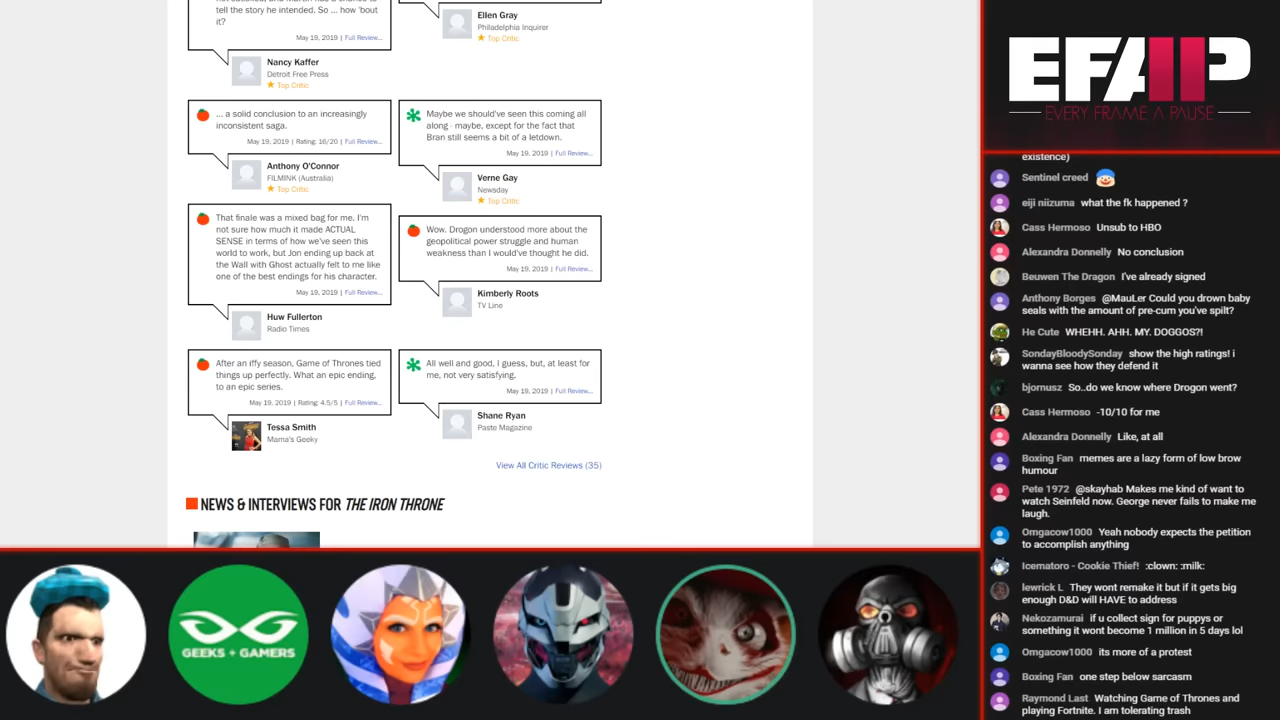 tell the story he intended. So ... how 'bout
it?
May 19, 2019 | Full Review...
Nancy Kaffer
Detroit Free Press
Top Critic
Ellen Gray
Philadelphia Inquirer
Top Critic
... a solid conclusion to an increasingly
inconsistent saga.
May 19, 2019 | Rating: 16/20 | Full Review...
Anthony O'Connor
FILMINK (Australia)
Top Critic
Maybe we should've seen this coming all
along - maybe, except for the fact that
Bran still seems a bit of a letdown.
May 19, 2019 | Full Review...
Verne Gay
Newsday
Top Critic
That finale was a mixed bag for me. I'm
not sure how much it made ACTUAL
SENSE in terms of how we've seen this
world to work, but Jon ending up back at
the Wall with Ghost actually felt to me like
one of the best endings for his character.
May 19, 2019 | Full Review...
Huw Fullerton
Radio Times
Wow. Drogon understood more about the
geopolitical power struggle and human
weakness than I would've thought he did.
May 19, 2019 | Full Review...
Kimberly Roots
TV Line
After an iffy season, Game of Thrones tied
things up perfectly. What an epic ending,
to an epic series.
May 19, 2019 | Rating: 4.5/5 | Full Review...
Tessa Smith
Mama's Geeky
All well and good, I guess, but, at least for
me, not very satisfying.
May 19, 2019 | Full Review...
Shane Ryan
Paste Magazine
View All Critic Reviews (35)
NEWS & INTERVIEWS FOR THE IRON THRONE
GEEKS + GAMERS
EFAP
EVERY FRAME A PAUSE
existence)
Sentinel creed
eiji niizuma what the fk happened ?
Cass Hermoso Unsub to HBO
Alexandra Donnelly No conclusion
Beuwen The Dragon I've already signed
Anthony Borges @MauLer Could you drown baby
seals with the amount of pre-cum you've spilt?
He Cute WHEHH. AHH. MY. DOGGOS?!
SondayBloodySonday show the high ratings! i
wanna see how they defend it
bjornusz So..do we know where Drogon went?
Cass Hermoso -10/10 for me
Alexandra Donnelly Like, at all
Boxing Fan memes are a lazy form of low brow
humour
Pete 1972 @skayhab Makes me kind of want to
watch Seinfeld now. George never fails to make me
laugh.
Omgacow1000 Yeah nobody expects the petition
to accomplish anything
Icematoro - Cookie Thief! :clown: :milk:
lewrick L They wont remake it but if it gets big
enough D&D will HAVE to address
Nekozamurai if u collect sign for puppys or
something it wont become 1 million in 5 days lol
Omgacow1000 its more of a protest
Boxing Fan one step below sarcasm
Raymond Last Watching Game of Thrones and
playing Fortnite. I am tolerating trash